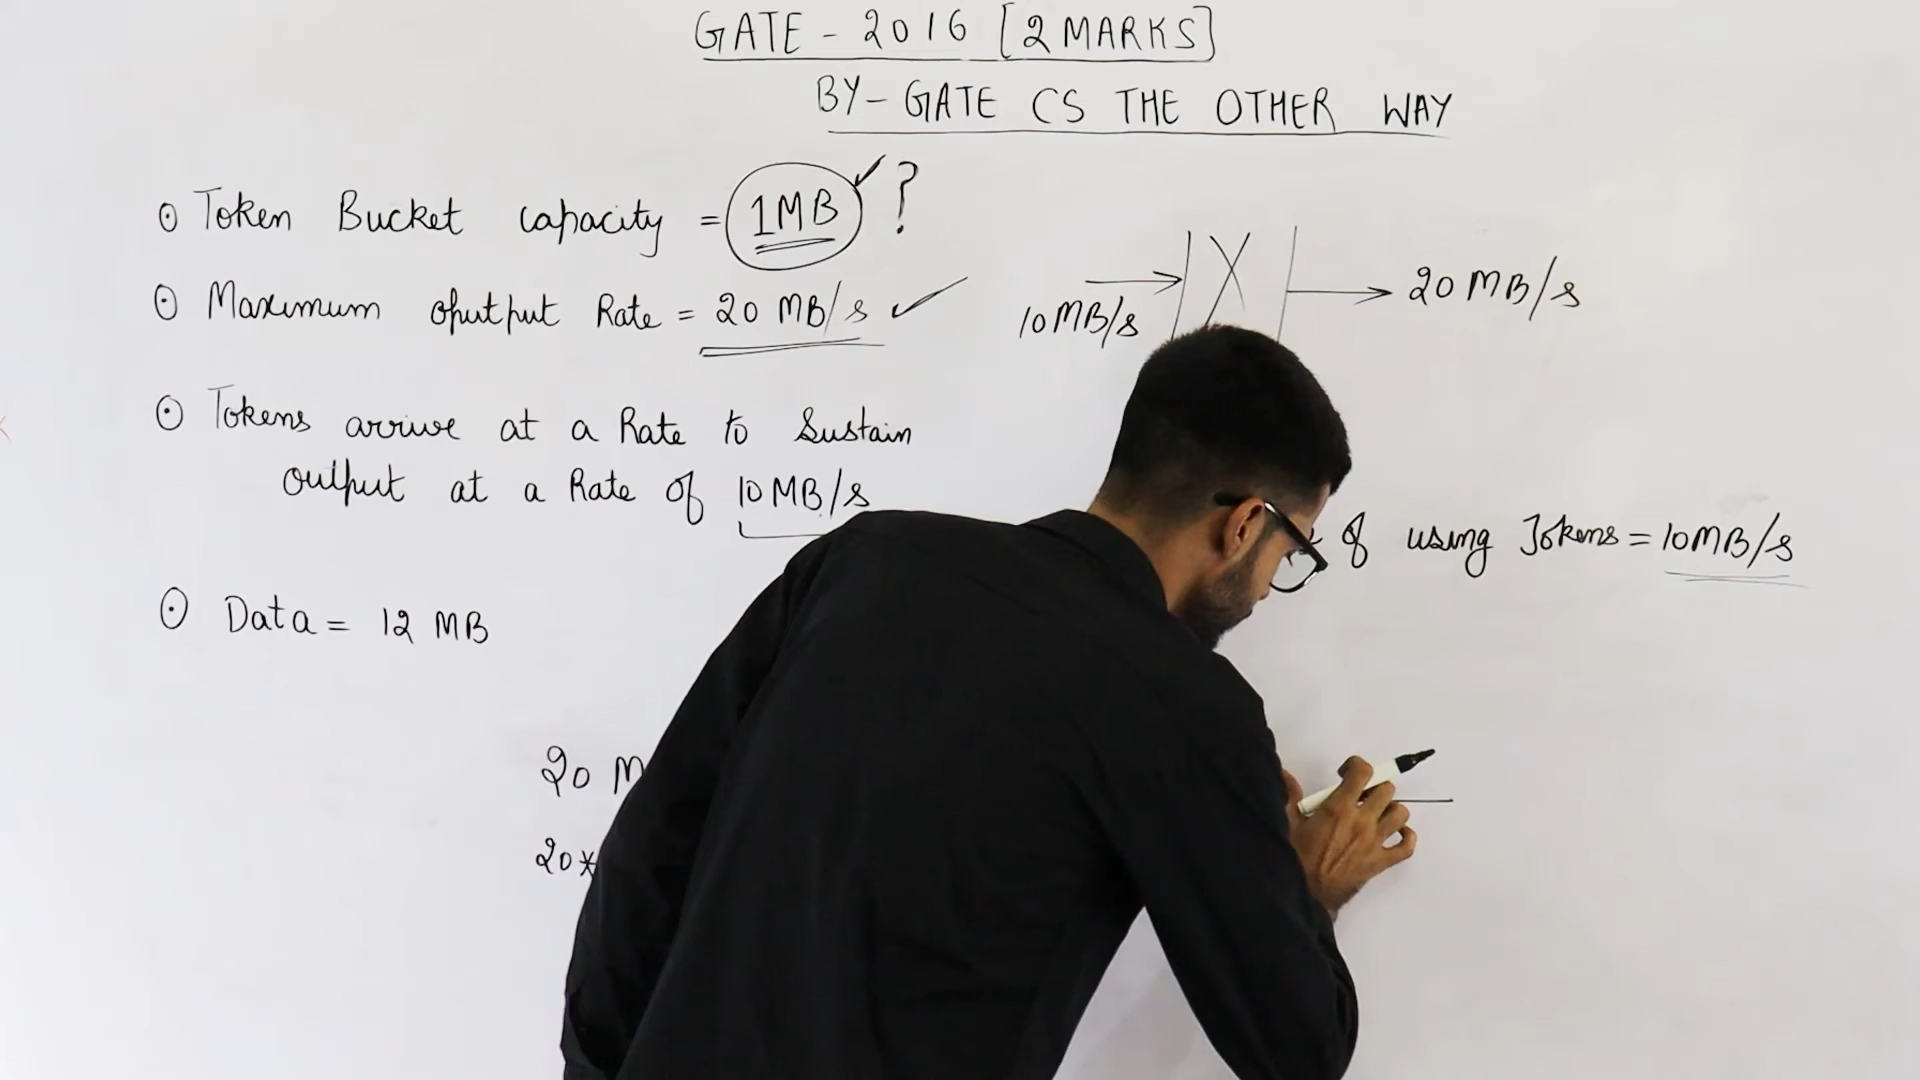 GATE - 2016 [2 MARKS]
BY - GATE CS THE OTHER WAY
⊙ Token Bucket capacity = 1MB ?
⊙ Maximum oputput Rate = 20 MB/s
⊙ Tokens arrive at a Rate to Sustain
output at a Rate of 10MB/s
⊙ Data = 12 MB
10MB/s
20 MB/s
of using Tokens = 10MB/s
20 M
20*